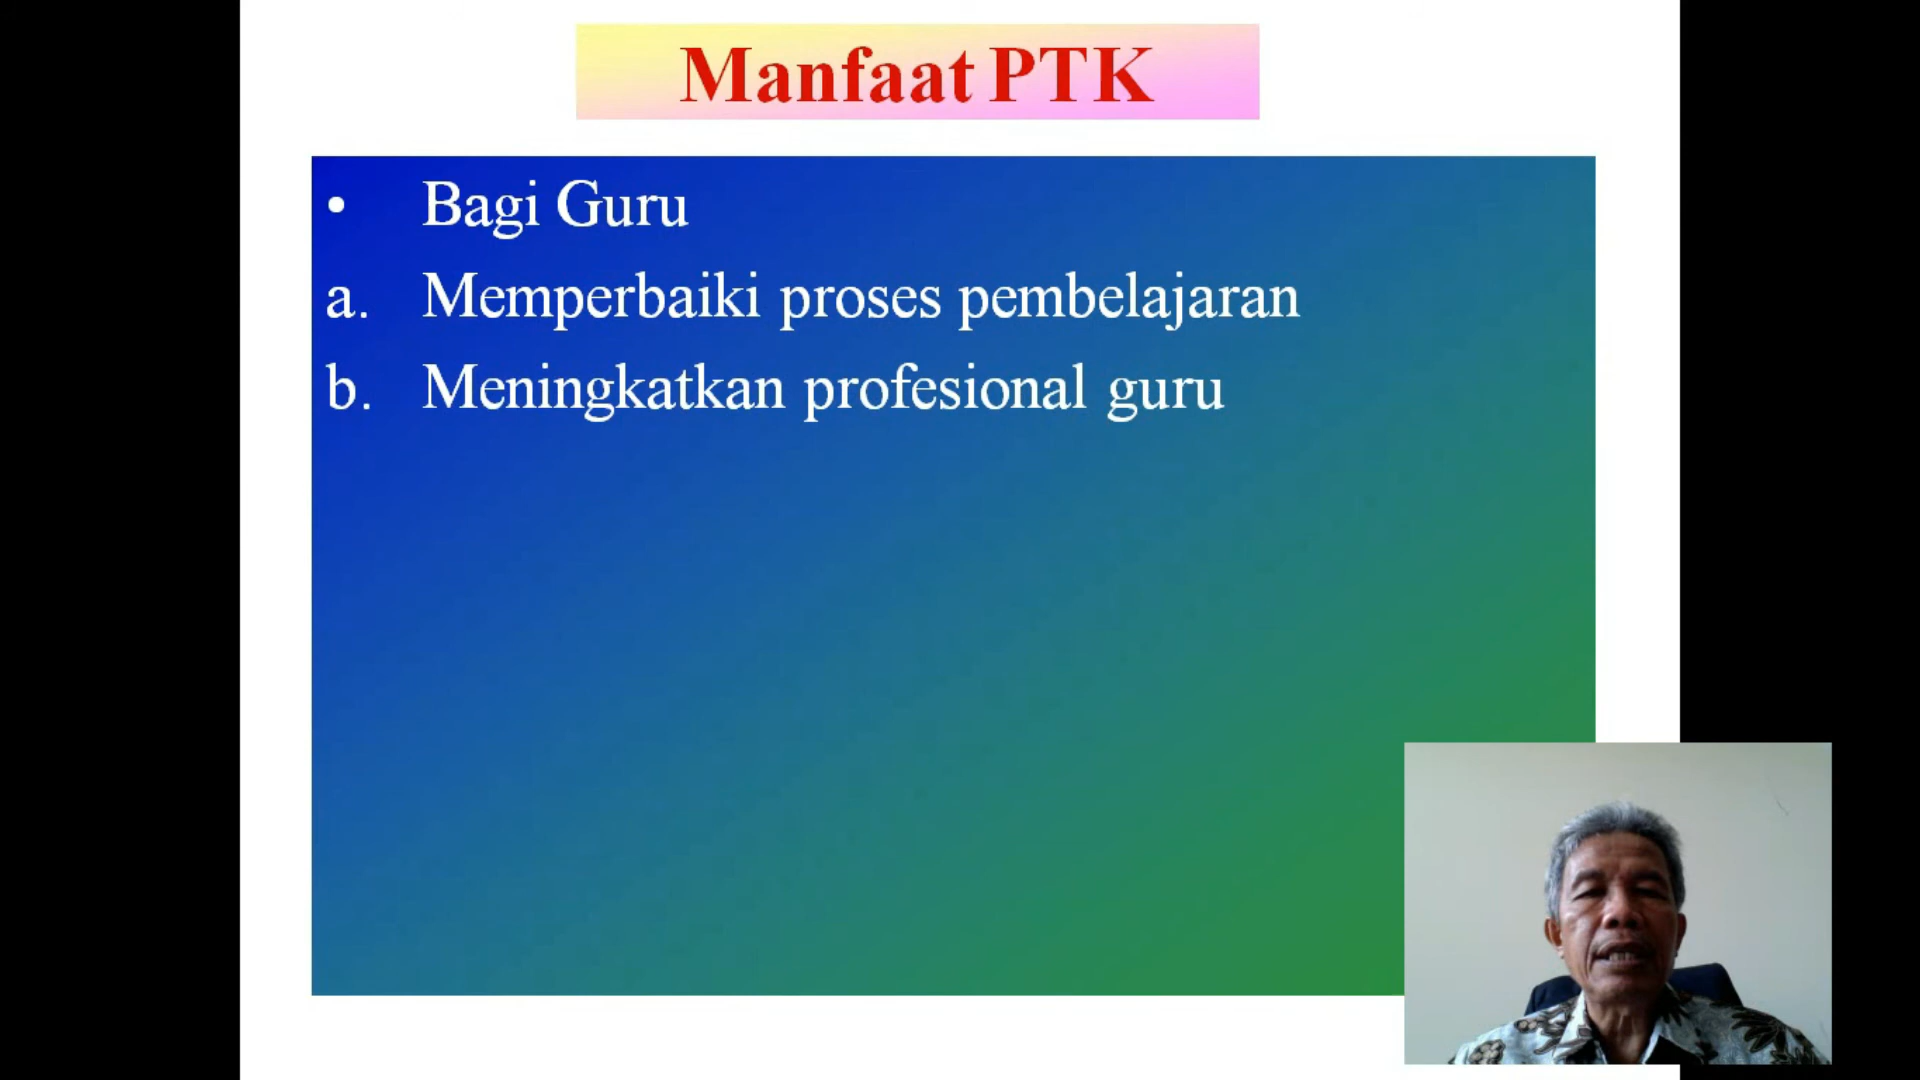 Manfaat PTK
• Bagi Guru
a. Memperbaiki proses pembelajaran
b. Meningkatkan profesional guru